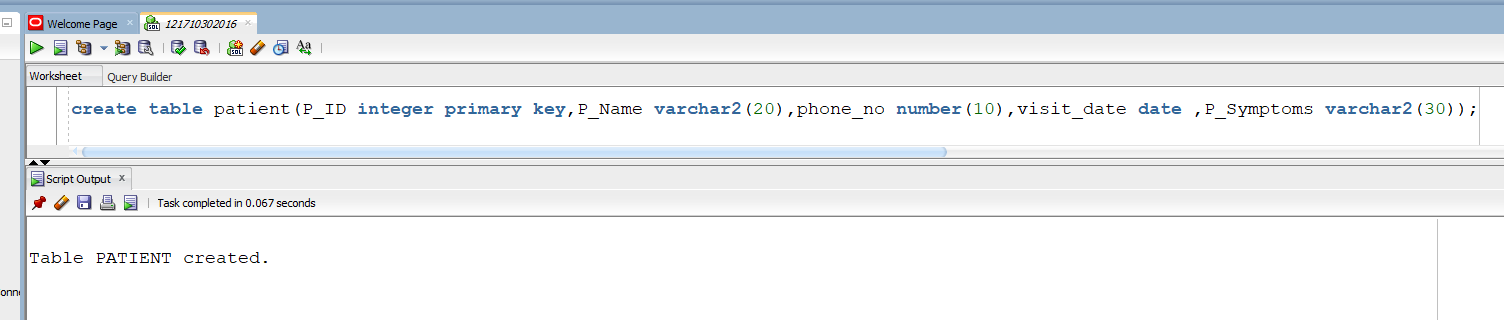 Welcome Page
121710302016
Worksheet Query Builder
create table patient(P_ID integer primary key,P_Name varchar2(20),phone_no number(10),visit_date date ,P_Symptoms varchar2(30));
Script Output x
Task completed in 0.067 seconds
Table PATIENT created.
onne